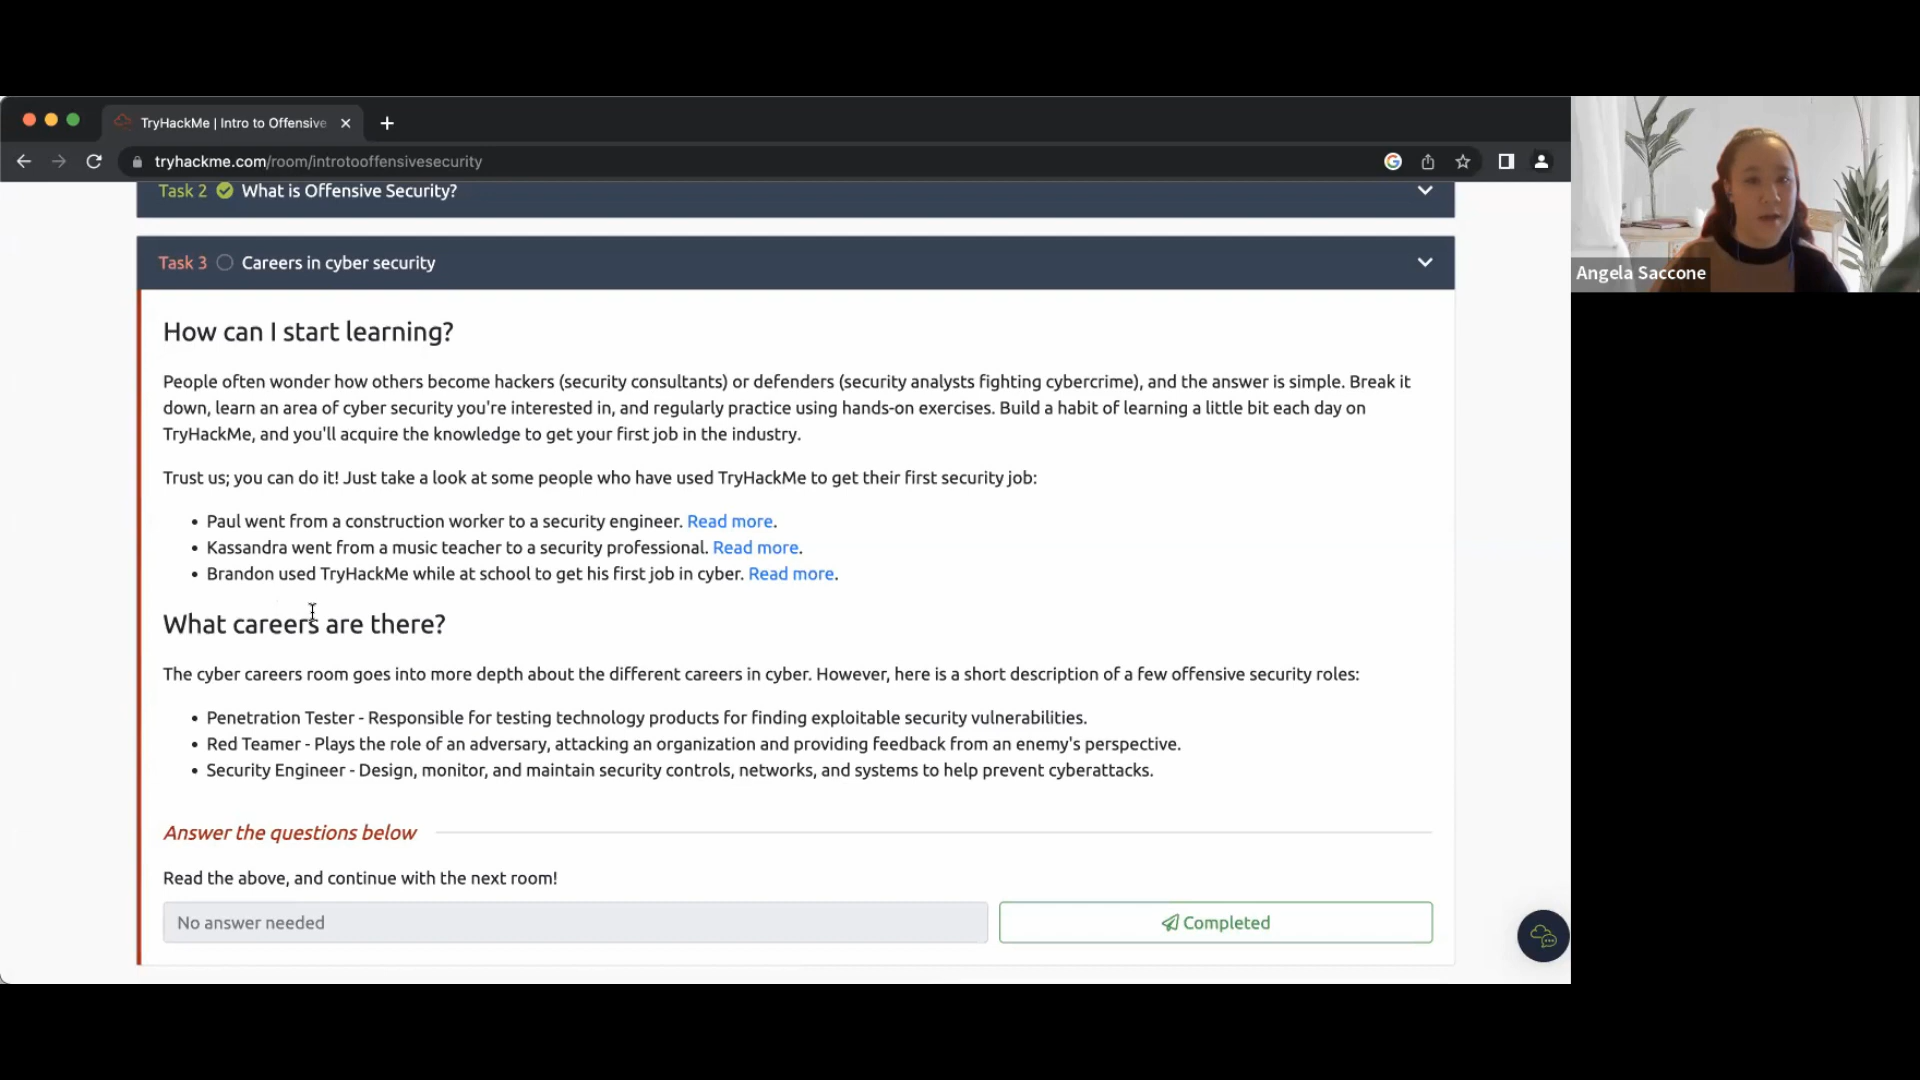 TryHackMe | Intro to Offensive
tryhackme.com/room/introtooffensivesecurity
Task 2 What is Offensive Security?
Task 3 Careers in cyber security
How can I start learning?
People often wonder how others become hackers (security consultants) or defenders (security analysts fighting cybercrime), and the answer is simple. Break it
down, learn an area of cyber security you're interested in, and regularly practice using hands-on exercises. Build a habit of learning a little bit each day on
TryHackMe, and you'll acquire the knowledge to get your first job in the industry.
Trust us; you can do it! Just take a look at some people who have used TryHackMe to get their first security job:
• Paul went from a construction worker to a security engineer. Read more.
• Kassandra went from a music teacher to a security professional. Read more.
• Brandon used TryHackMe while at school to get his first job in cyber. Read more.
What careers are there?
The cyber careers room goes into more depth about the different careers in cyber. However, here is a short description of a few offensive security roles:
• Penetration Tester - Responsible for testing technology products for finding exploitable security vulnerabilities.
• Red Teamer - Plays the role of an adversary, attacking an organization and providing feedback from an enemy's perspective.
• Security Engineer - Design, monitor, and maintain security controls, networks, and systems to help prevent cyberattacks.
Answer the questions below
Read the above, and continue with the next room!
No answer needed
Completed
Angela Saccone